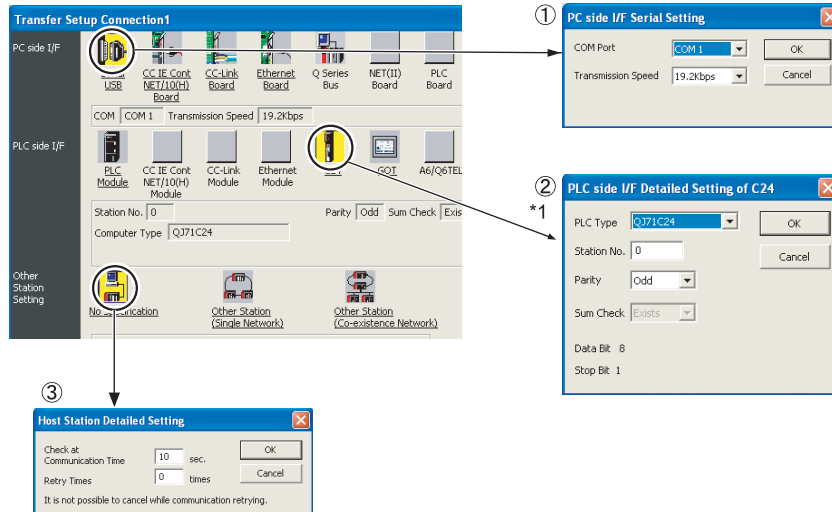 Transfer Setup Connection1
PC side I/F
USB
CC IE Cont
NET/10(H)
Board
CC-Link
Board
Ethernet
Board
Q Series
Bus
NET(II)
Board
PLC
Board
COM COM 1 Transmission Speed 19.2Kbps
PLC side I/F
PLC
Module
CC IE Cont
NET/10(H)
Module
CC-Link
Module
Ethernet
Module
GOT
A6/Q6TEL
Station No. 0 Parity Odd Sum Check
Computer Type QJ71C24
Other
Station
Setting
Other Station
(Single Network)
Other Station
(Co-existence Network)
①
PC side I/F Serial Setting
COM Port COM 1 OK
Transmission Speed 19.2Kbps Cancel
②
*1
PLC side I/F Detailed Setting of C24
PLC Type QJ71C24 OK
Station No. 0 Cancel
Parity Odd
Sum Check Exists
Data Bit 8
Stop Bit 1
③
Host Station Detailed Setting
Check at
Communication Time 10 sec. OK
Retry Times 0 times Cancel
It is not possible to cancel while communication retrying.